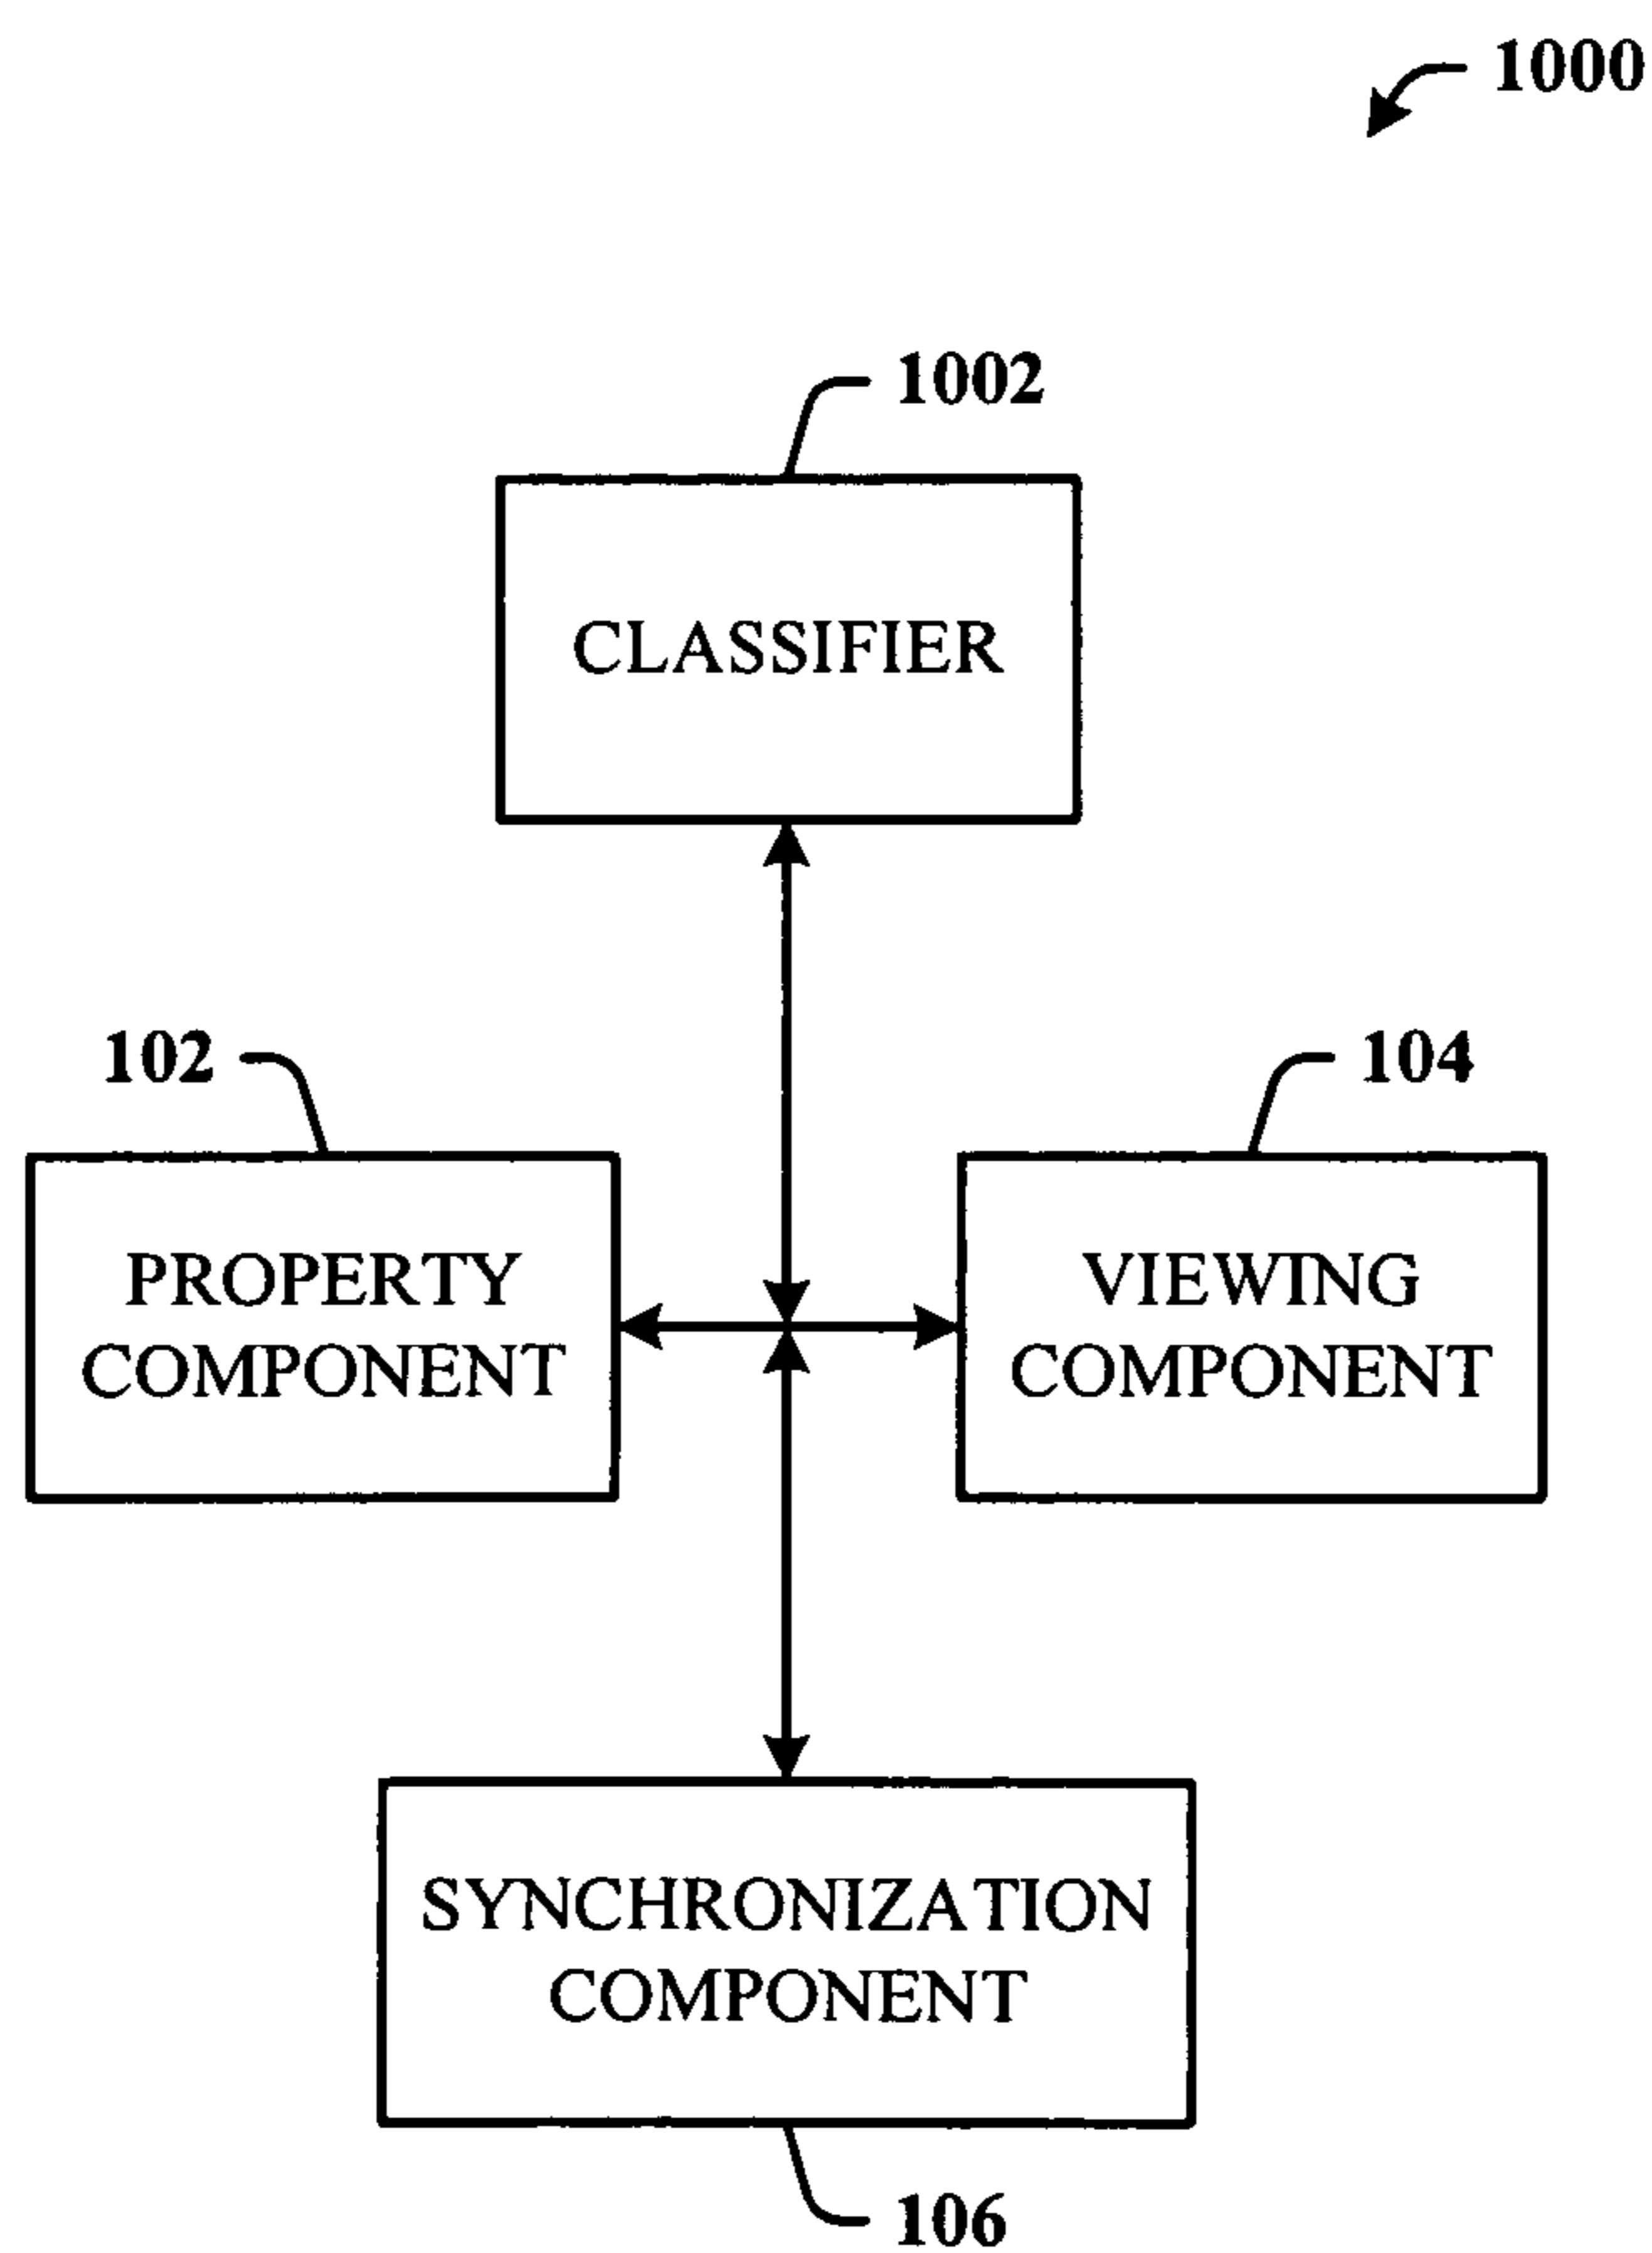 1000
1002
CLASSIFIER
102
104
PROPERTY
COMPONENT
VIEWING
COMPONENT
SYNCHRONIZATION
COMPONENT
106